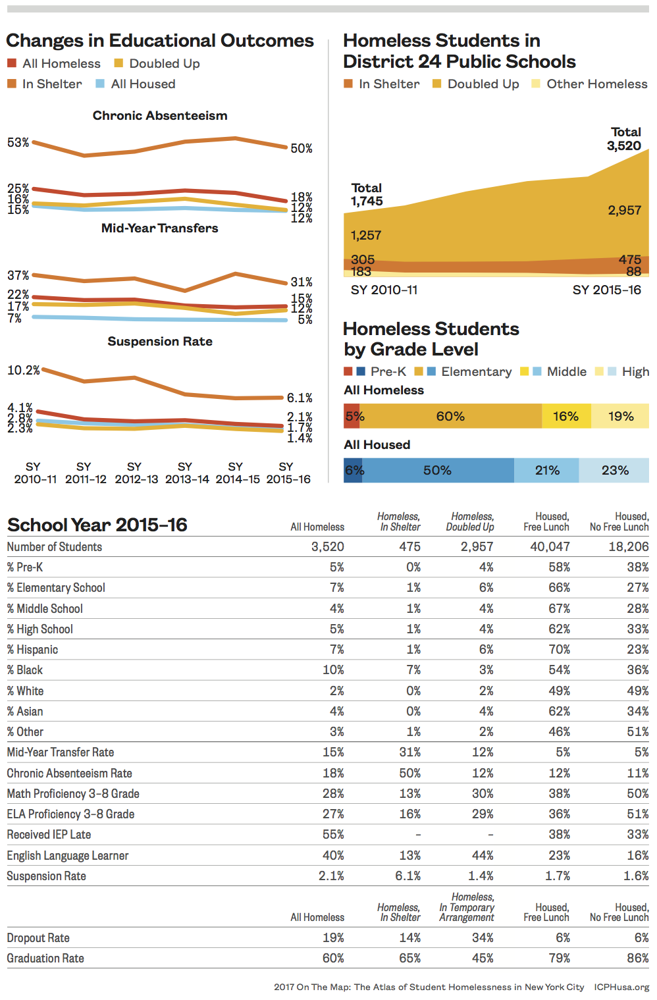 Changes in Educational Outcomes
All Homeless Doubled Up
In Shelter All Housed
Chronic Absenteeism
53%
50%
25%
16%
15%
18%
12%
12%
Mid-Year Transfers
37%
31%
22%
17%
7%
15%
12%
5%
Suspension Rate
10.2%
6.1%
4.1%
2.8%
2.3%
2.1%
1.7%
1.4%
SY SY SY SY SY SY
2010–11 2011–12 2012–13 2013–14 2014–15 2015–16
Homeless Students in
District 24 Public Schools
In Shelter Doubled Up Other Homeless
Total
3,520
Total
1,745
2,957
1,257
305
475
183
88
SY 2010–11 SY 2015–16
Homeless Students
by Grade Level
Pre-K Elementary Middle High
All Homeless
5% 60% 16% 19%
All Housed
6% 50% 21% 23%
School Year 2015–16
All Homeless
Homeless,
In Shelter
Homeless,
Doubled Up
Housed,
Free Lunch
Housed,
No Free Lunch
Number of Students 3,520 475 2,957 40,047 18,206
% Pre-K 5% 0% 4% 58% 38%
% Elementary School 7% 1% 6% 66% 27%
% Middle School 4% 1% 4% 67% 28%
% High School 5% 1% 4% 62% 33%
% Hispanic 7% 1% 6% 70% 23%
% Black 10% 7% 3% 54% 36%
% White 2% 0% 2% 49% 49%
% Asian 4% 0% 4% 62% 34%
% Other 3% 1% 2% 46% 51%
Mid-Year Transfer Rate 15% 31% 12% 5% 5%
Chronic Absenteeism Rate 18% 50% 12% 12% 11%
Math Proficiency 3–8 Grade 28% 13% 30% 38% 50%
ELA Proficiency 3–8 Grade 27% 16% 29% 36% 51%
Received IEP Late 55% – – 38% 33%
English Language Learner 40% 13% 44% 23% 16%
Suspension Rate 2.1% 6.1% 1.4% 1.7% 1.6%
All Homeless
Homeless,
In Shelter
Homeless,
In Temporary
Arrangement
Housed,
Free Lunch
Housed,
No Free Lunch
Dropout Rate 19% 14% 34% 6% 6%
Graduation Rate 60% 65% 45% 79% 86%
2017 On The Map: The Atlas of Student Homelessness in New York City ICPHusa.org